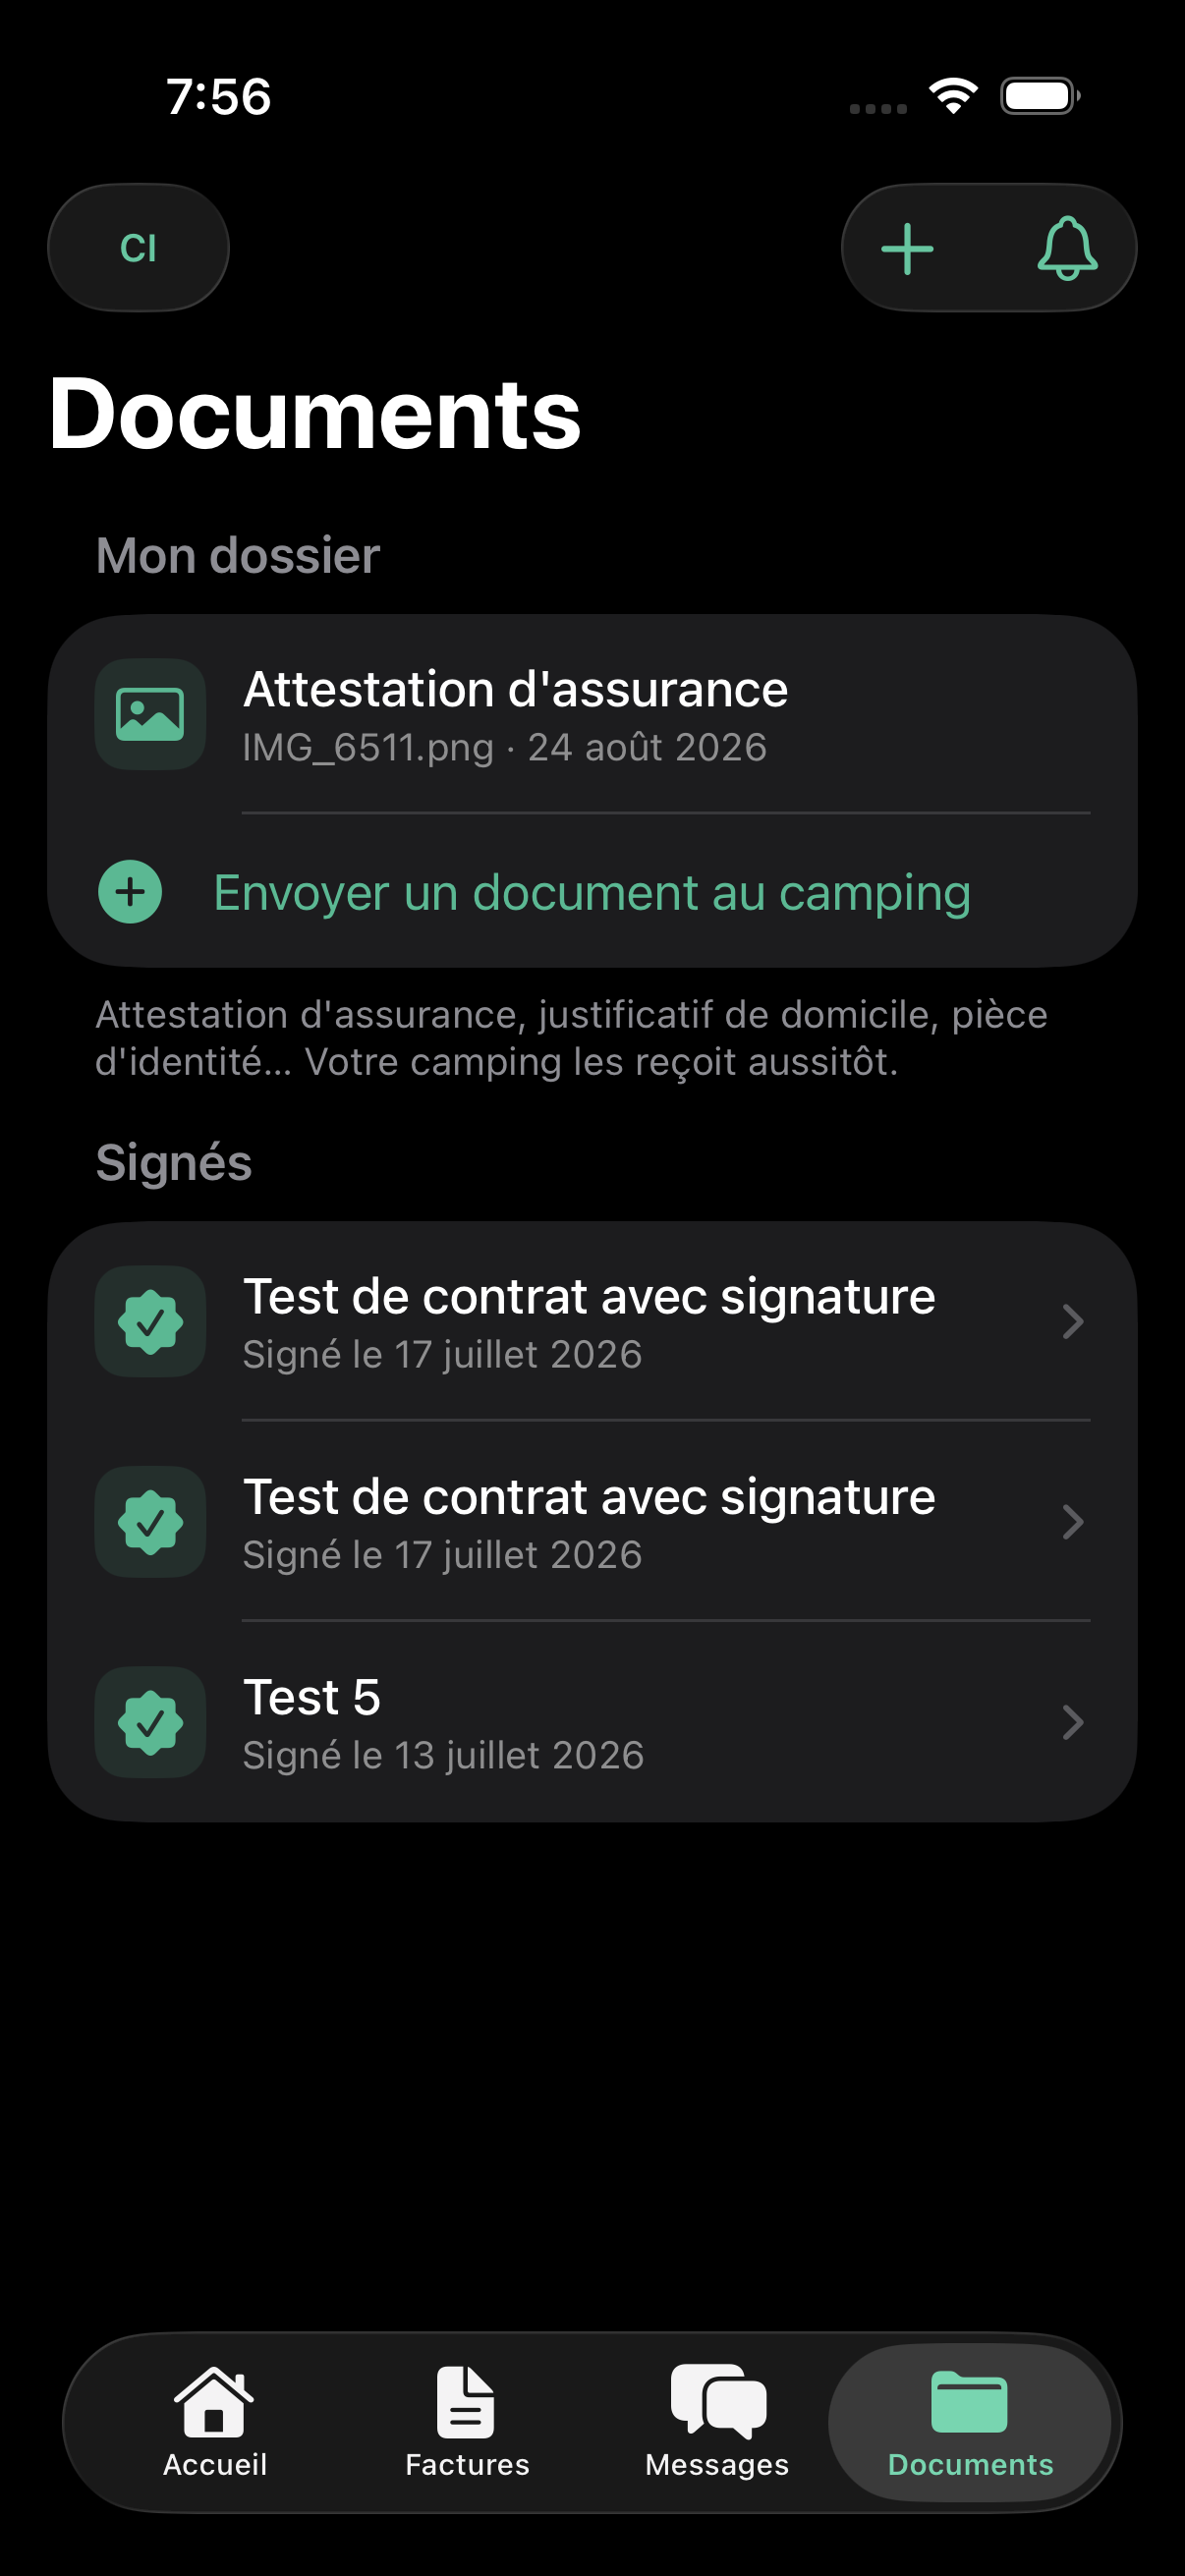 7:56
CI
Documents
Mon dossier
Attestation d'assurance
IMG_6511.png · 24 août 2026
Envoyer un document au camping
Attestation d'assurance, justificatif de domicile, pièce
d'identité... Votre camping les reçoit aussitôt.
Signés
Test de contrat avec signature
Signé le 17 juillet 2026
Test de contrat avec signature
Signé le 17 juillet 2026
Test 5
Signé le 13 juillet 2026
Accueil
Factures
Messages
Documents